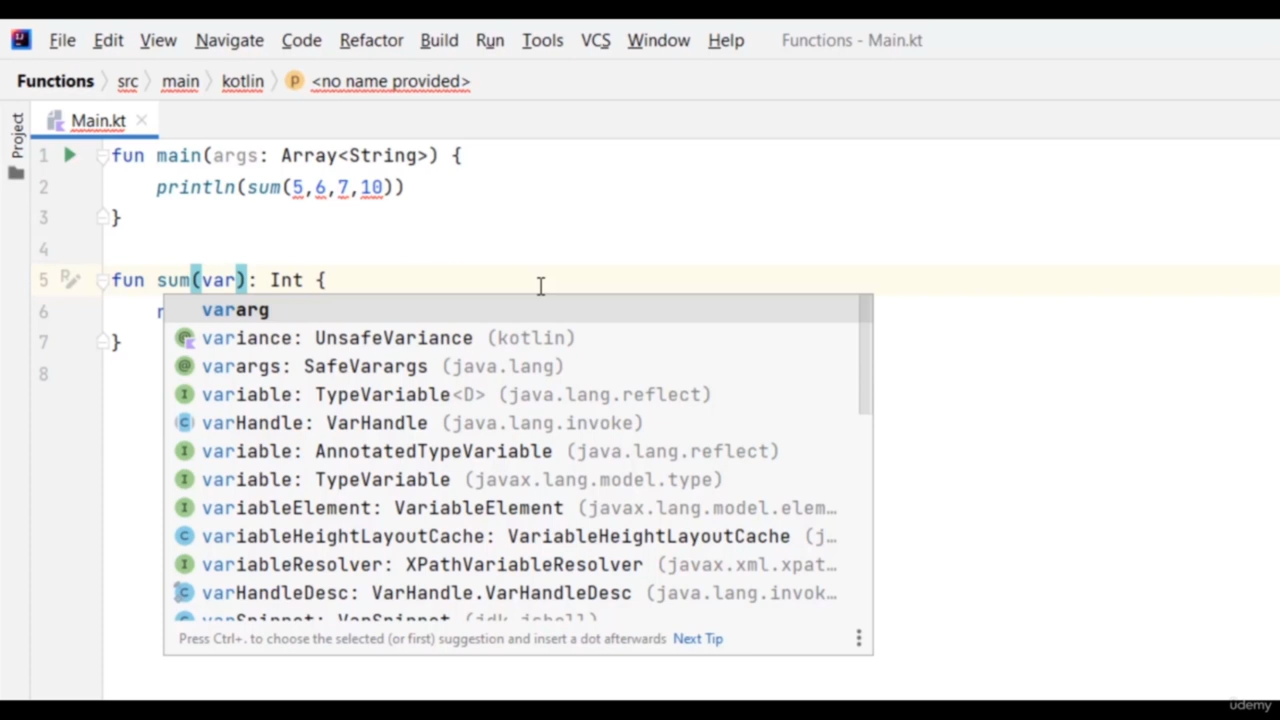 File Edit View Navigate Code Refactor Build Run Tools VCS Window Help Functions - Main.kt
Functions src main kotlin <no name provided>
Project
Main.kt
1 fun main(args: Array<String>) {
2 println(sum(5,6,7,10))
3 }
4
5 fun sum(var): Int {
6 r
7 }
8
vararg
variance: UnsafeVariance (kotlin)
varargs: SafeVarargs (java.lang)
variable: TypeVariable<D> (java.lang.reflect)
varHandle: VarHandle (java.lang.invoke)
variable: AnnotatedTypeVariable (java.lang.reflect)
variable: TypeVariable (javax.lang.model.type)
variableElement: VariableElement (javax.lang.model.elem…
variableHeightLayoutCache: VariableHeightLayoutCache (j…
variableResolver: XPathVariableResolver (javax.xml.xpat…
varHandleDesc: VarHandle.VarHandleDesc (java.lang.invok…
varSnippet: VarSnippet (jdk.jshell)
Press Ctrl+. to choose the selected (or first) suggestion and insert a dot afterwards Next Tip
udemy